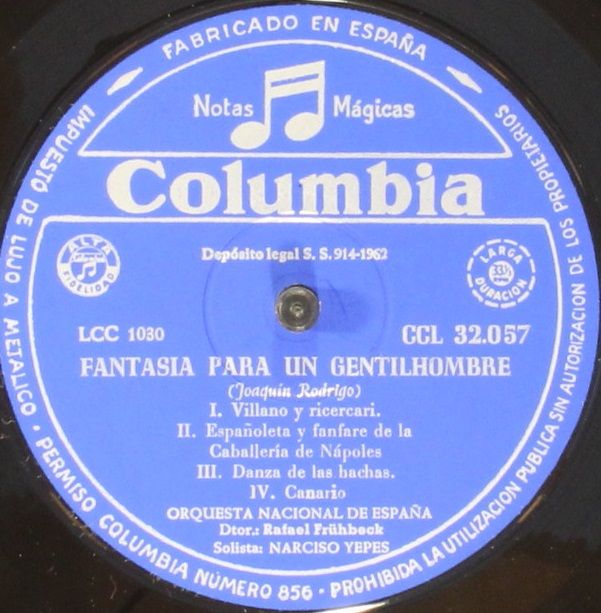 FABRICADO EN ESPAÑA
Notas Mágicas
Columbia
Depósito legal S. S. 914-1962
ALTA FIDELIDAD
LARGA 33⅓ DURACION
LCC 1030
CCL 32.057
FANTASIA PARA UN GENTILHOMBRE
(Joaquín Rodrigo)
I. Villano y ricercari.
II. Españoleta y fanfare de la
Caballería de Nápoles
III. Danza de las hachas.
IV. Canario
ORQUESTA NACIONAL DE ESPAÑA
Dtor.: Rafael Frühbeck
Solista: NARCISO YEPES
IMPUESTO DE LUJO A METALICO · PERMISO COLUMBIA NÚMERO 856 · PROHIBIDA LA UTILIZACION PUBLICA SIN AUTORIZACION DE LOS PROPIETARIOS